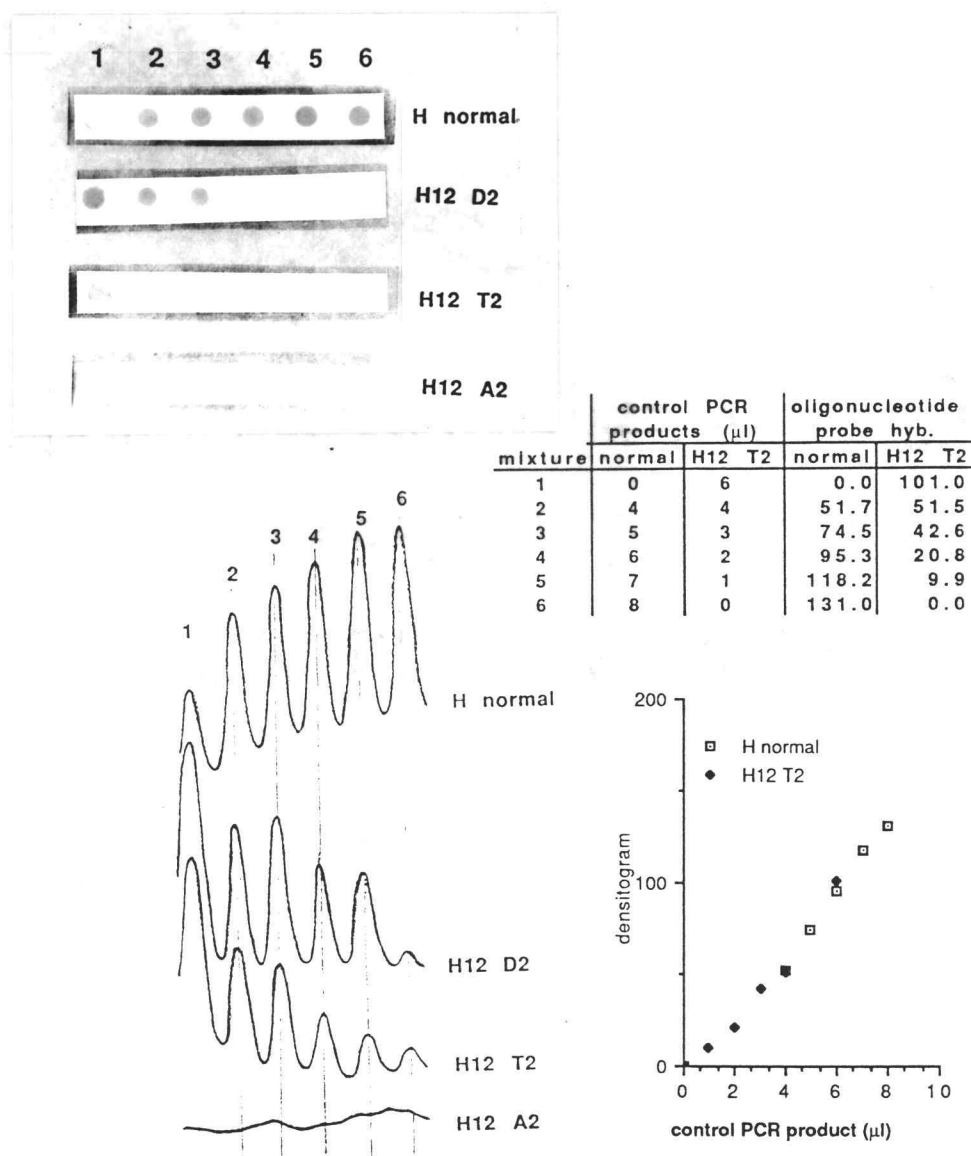 1 2 3 4 5 6
H normal
H12 D2
H12 T2
H12 A2
control PCR oligonucleotide
products (µl) probe hyb.
mixture normal H12 T2 normal H12 T2
1 0 6 0.0 101.0
2 4 4 51.7 51.5
3 5 3 74.5 42.6
4 6 2 95.3 20.8
5 7 1 118.2 9.9
6 8 0 131.0 0.0
1 2 3 4 5 6
H normal
H12 D2
H12 T2
H12 A2
200
H normal
H12 T2
100
densitogram
0
0 2 4 6 8 10
control PCR product (µl)